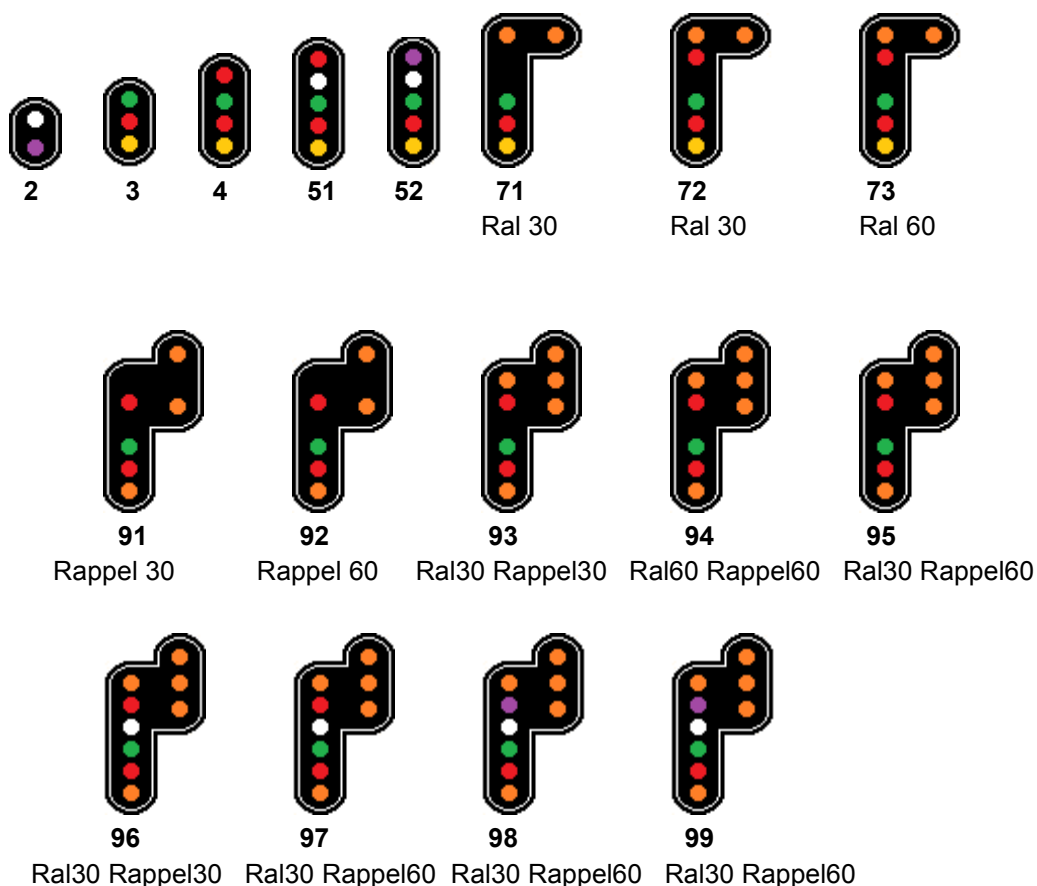 2 3 4 51 52 71 72 73
Ral 30 Ral 30 Ral 60
91 92 93 94 95
Rappel 30 Rappel 60 Ral30 Rappel30 Ral60 Rappel60 Ral30 Rappel60
96 97 98 99
Ral30 Rappel30 Ral30 Rappel60 Ral30 Rappel60 Ral30 Rappel60